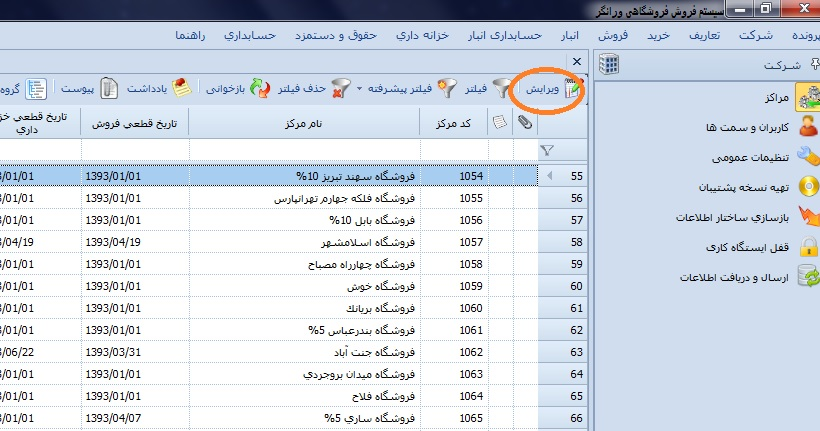 سیستم فروش فروشگاهی ورانگر
پرونده شرکت تعاریف خرید فروش انبار حسابداری انبار خزانه داري حقوق و دستمزد حسابداري راهنما
شرکت
مراکز
کاربران و سمت ها
تنظیمات عمومی
تهیه نسخه پشتیبان
بازسازي ساختار اطلاعات
قفل ایستگاه کاری
ارسال و دریافت اطلاعات
ویرایش فیلتر فیلتر پیشرفته حذف فیلتر بازخوانی یادداشت پیوست گروه
کد مرکز نام مرکز تاریخ قطعی فروش تاریخ قطعی خز
داري
55 1054 فروشگاه سهند تبریز 10% 1393/01/01 3/01/01
56 1055 فروشگاه فلکه چهارم تهرانپارس 1393/01/01 3/01/01
57 1056 فروشگاه بابل 10% 1393/01/01 3/01/01
58 1057 فروشگاه اسلامشهر 1393/04/19 3/04/19
59 1058 فروشگاه چهارراه مصباح 1393/01/01 3/01/01
60 1059 فروشگاه خوش 1393/01/01 3/01/01
61 1060 فروشگاه بریانك 1393/01/01 3/01/01
62 1061 فروشگاه بندرعباس 5% 1393/01/01 3/01/01
63 1062 فروشگاه جنت آباد 1393/03/31 3/06/22
64 1063 فروشگاه میدان بروجردي 1393/01/01 3/01/01
65 1064 فروشگاه فلاح 1393/01/01 3/01/01
66 1065 فروشگاه ساري 5% 1393/04/07 3/01/01